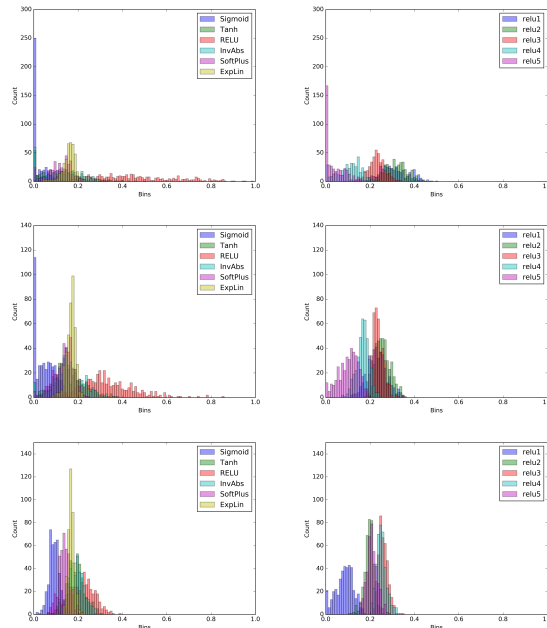 300
250
200
150
100
50
0
0.0 0.2 0.4 0.6 0.8 1.0
Bins
Count
Sigmoid
Tanh
RELU
InvAbs
SoftPlus
ExpLin
300
250
200
150
100
50
0
0.0 0.2 0.4 0.6 0.8 1
Bins
Count
relu1
relu2
relu3
relu4
relu5
140
120
100
80
60
40
20
0
0.0 0.2 0.4 0.6 0.8 1.0
Bins
Count
Sigmoid
Tanh
RELU
InvAbs
SoftPlus
ExpLin
140
120
100
80
60
40
20
0
0.0 0.2 0.4 0.6 0.8 1
Bins
Count
relu1
relu2
relu3
relu4
relu5
140
120
100
80
60
40
20
0
0.0 0.2 0.4 0.6 0.8 1.0
Bins
Count
Sigmoid
Tanh
RELU
InvAbs
SoftPlus
ExpLin
140
120
100
80
60
40
20
0
0.0 0.2 0.4 0.6 0.8 1
Bins
Count
relu1
relu2
relu3
relu4
relu5